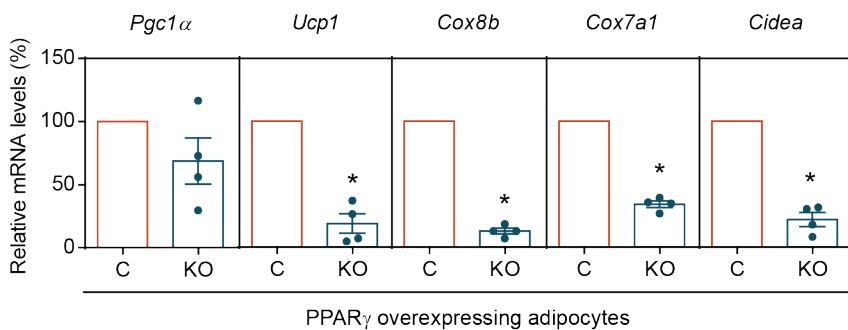 Pgc1α Ucp1 Cox8b Cox7a1 Cidea
Relative mRNA levels (%)
150
100
50
0
* * * *
C KO C KO C KO C KO C KO
PPARγ overexpressing adipocytes